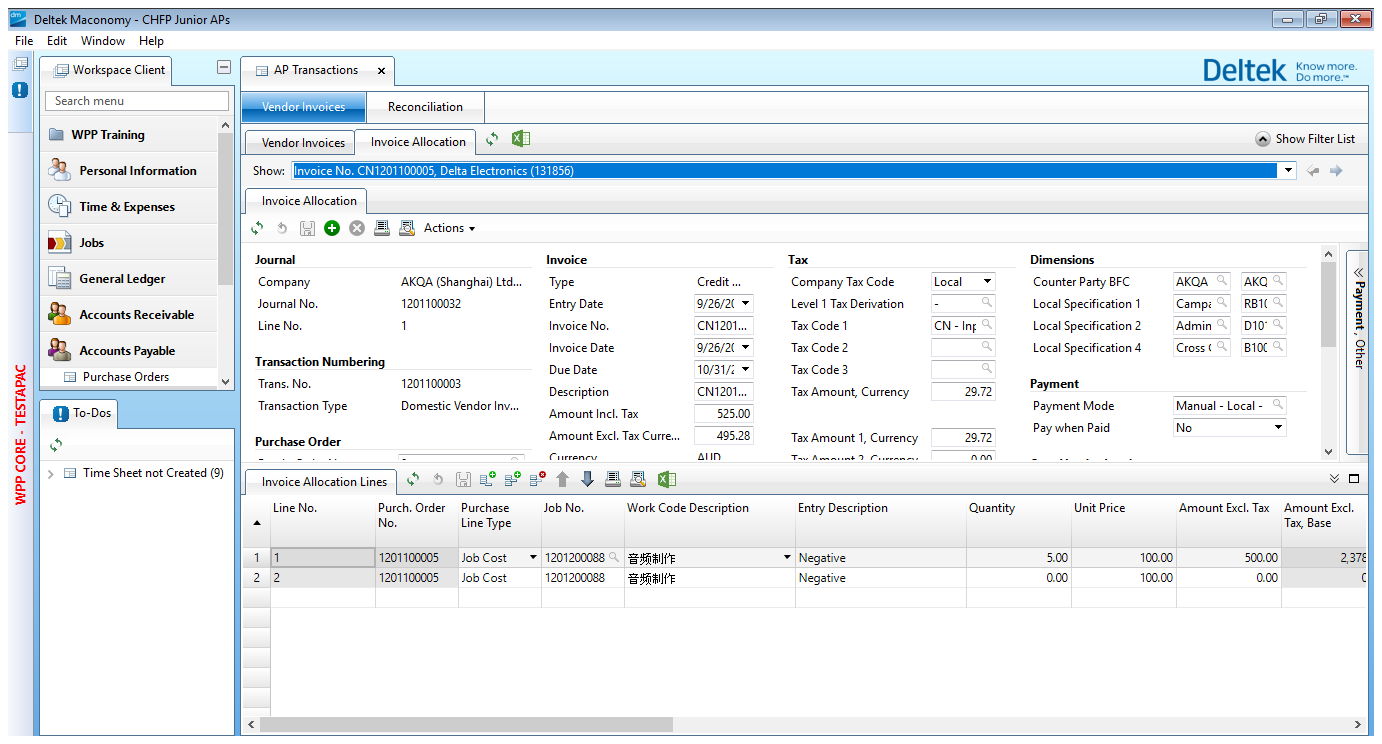 Deltek Maconomy - CHFP Junior APs
File Edit Window Help
Workspace Client
Search menu
WPP Training
Personal Information
Time & Expenses
Jobs
General Ledger
Accounts Receivable
Accounts Payable
Purchase Orders
To-Dos
Time Sheet not Created (9)
WPP CORE - TESTAPAC
AP Transactions
Deltek Know more. Do more.™
Vendor Invoices Reconciliation
Vendor Invoices Invoice Allocation
Show Filter List
Show: Invoice No. CN1201100005, Delta Electronics (131856)
Invoice Allocation
Actions
Journal
Company AKQA (Shanghai) Ltd...
Journal No. 1201100032
Line No. 1
Transaction Numbering
Trans. No. 1201100003
Transaction Type Domestic Vendor Inv...
Purchase Order
Invoice
Type Credit ...
Entry Date 9/26/2(
Invoice No. CN1201...
Invoice Date 9/26/2(
Due Date 10/31/:
Description CN1201...
Amount Incl. Tax 525.00
Amount Excl. Tax Curre... 495.28
Currency AUD
Tax
Company Tax Code Local
Level 1 Tax Derivation -
Tax Code 1 CN - Inp
Tax Code 2
Tax Code 3
Tax Amount, Currency 29.72
Tax Amount 1, Currency 29.72
Tax Amount 2, Currency 0.00
Dimensions
Counter Party BFC AKQA AKQ
Local Specification 1 Campa RB1(
Local Specification 2 Admin D10'
Local Specification 4 Cross ( B10(
Payment
Payment Mode Manual - Local -
Pay when Paid No
Payment , Other
Invoice Allocation Lines
Line No. Purch. Order No. Purchase Line Type Job No. Work Code Description Entry Description Quantity Unit Price Amount Excl. Tax Amount Excl. Tax, Base
1 1 1201100005 Job Cost 1201200088 音频制作 Negative 5.00 100.00 500.00 2,378
2 2 1201100005 Job Cost 1201200088 音频制作 Negative 0.00 100.00 0.00